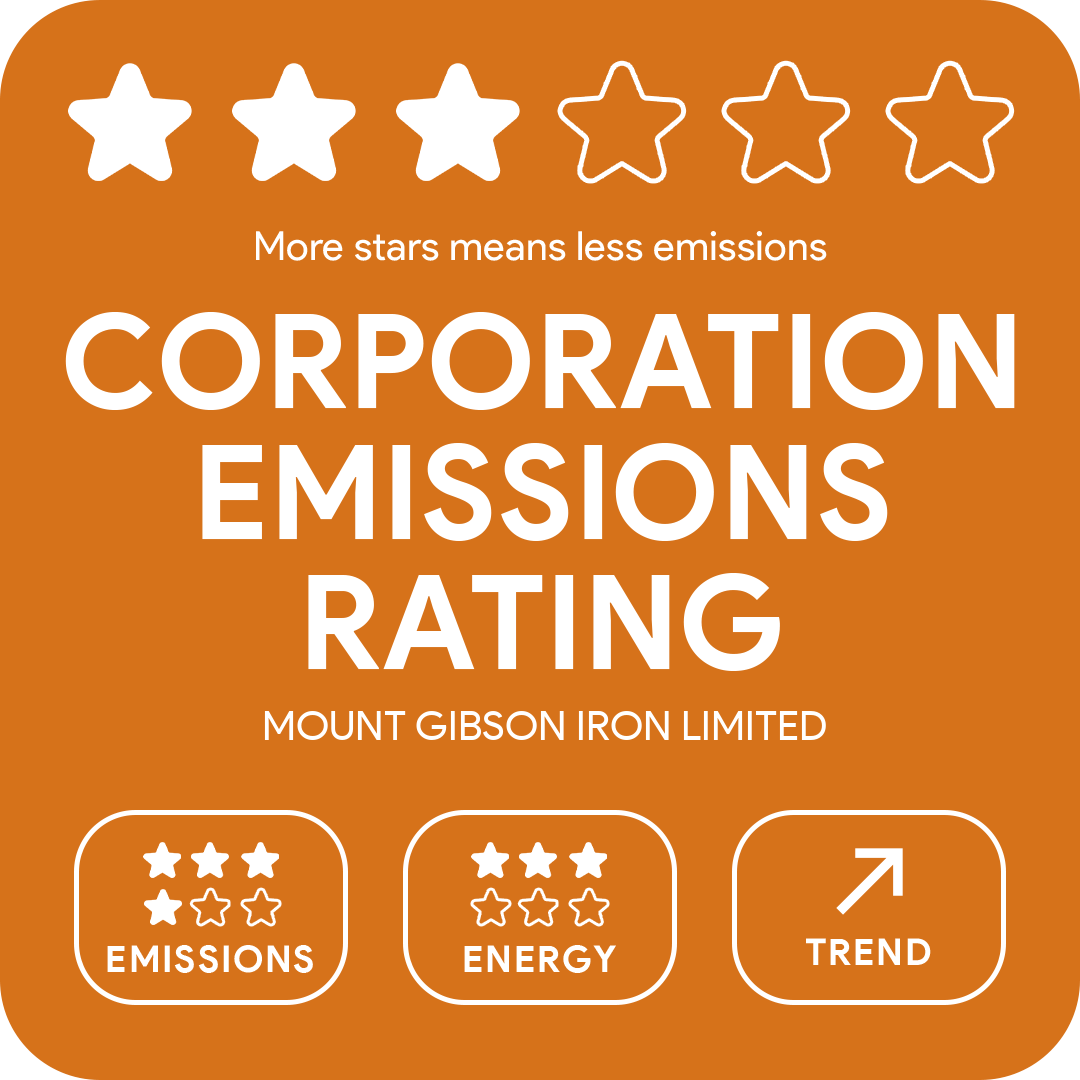 More stars means less emissions
CORPORATION
EMISSIONS
RATING
MOUNT GIBSON IRON LIMITED
EMISSIONS
ENERGY
TREND